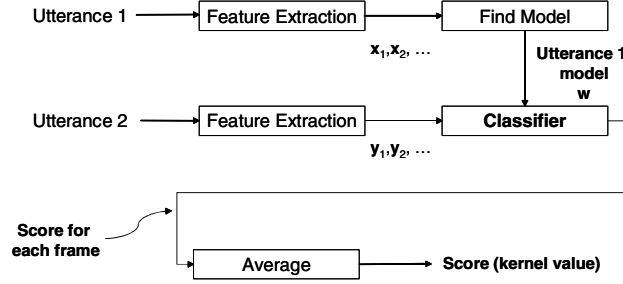 Utterance 1
Feature Extraction
Find Model
x1,x2, ...
Utterance 1
model
w
Utterance 2
Feature Extraction
Classifier
y1,y2, ...
Score for
each frame
Average
Score (kernel value)